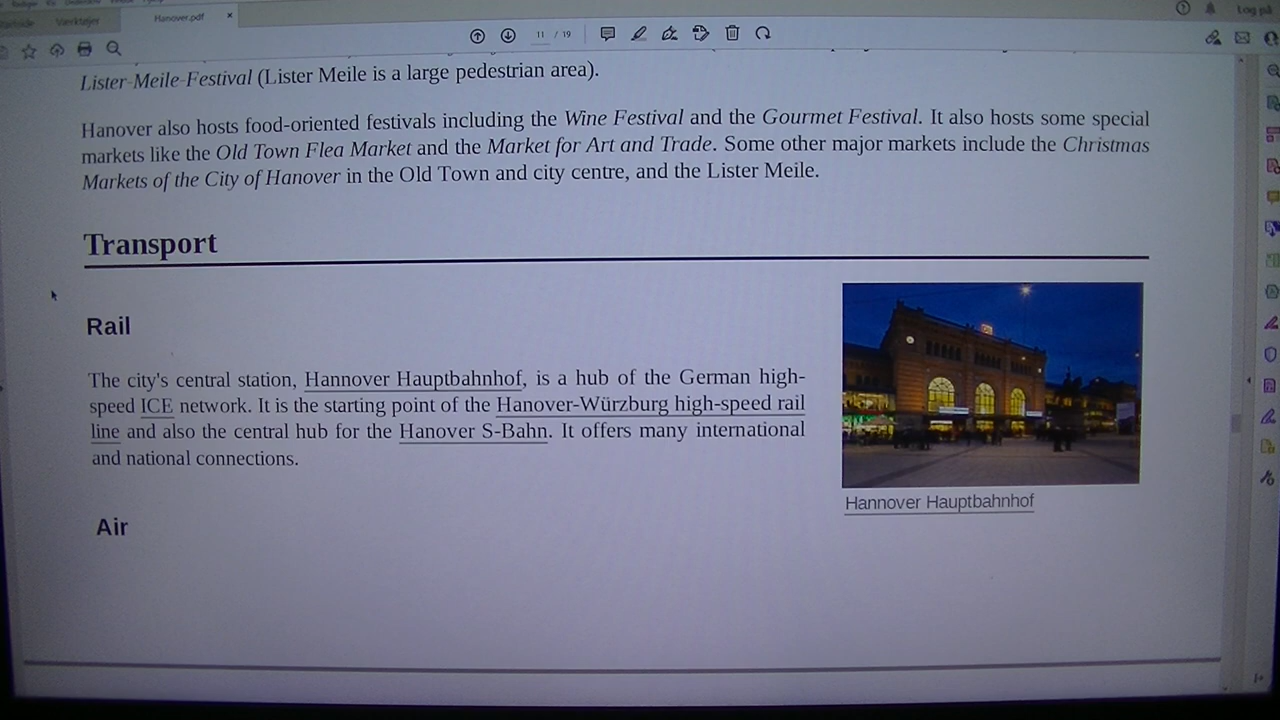 Værktøjer
Hanover.pdf
×
Log på
11 / 19
Lister-Meile-Festival (Lister Meile is a large pedestrian area).
Hanover also hosts food-oriented festivals including the Wine Festival and the Gourmet Festival. It also hosts some special
markets like the Old Town Flea Market and the Market for Art and Trade. Some other major markets include the Christmas
Markets of the City of Hanover in the Old Town and city centre, and the Lister Meile.
Transport
Rail
The city's central station, Hannover Hauptbahnhof, is a hub of the German high-
speed ICE network. It is the starting point of the Hanover-Würzburg high-speed rail
line and also the central hub for the Hanover S-Bahn. It offers many international
and national connections.
Hannover Hauptbahnhof
Air